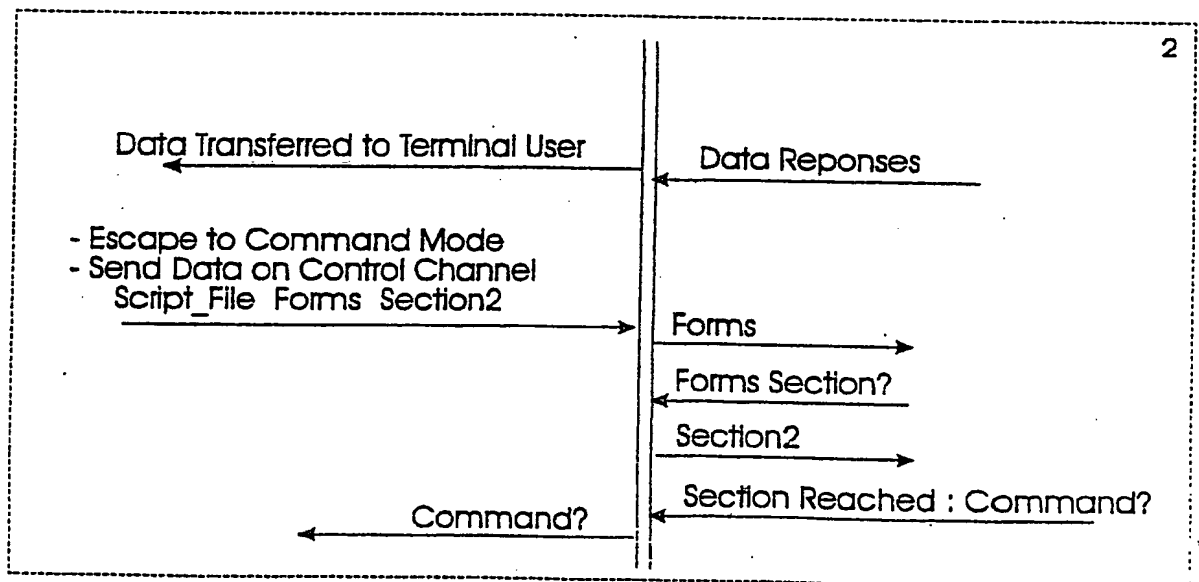 2
Data Transferred to Terminal User
Data Reponses
- Escape to Command Mode
- Send Data on Control Channel
Script_File Forms Section2
Forms
Forms Section?
Section2
Section Reached : Command?
Command?